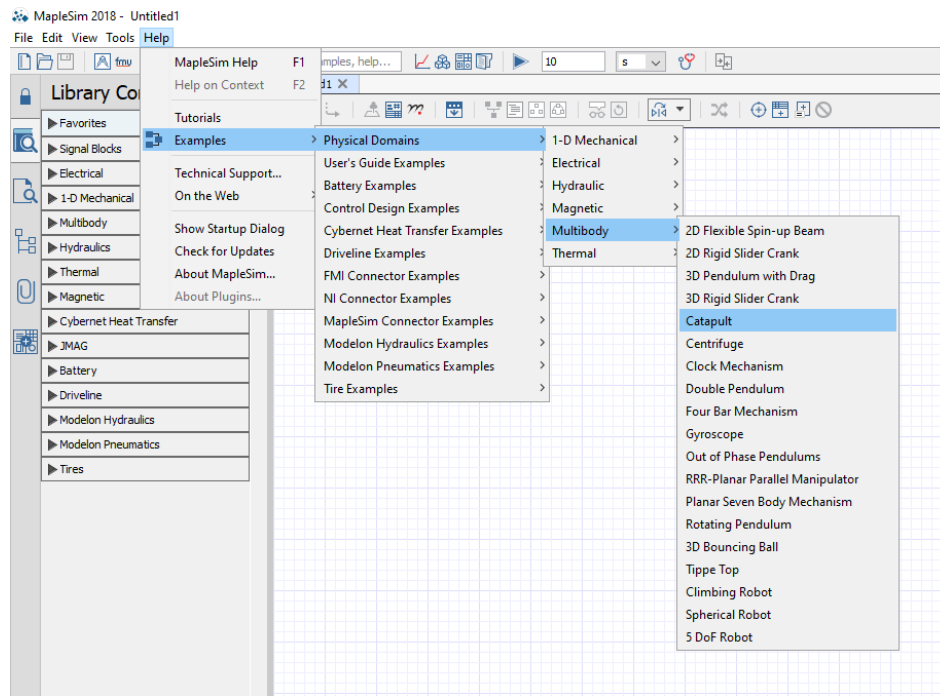 MapleSim 2018 - Untitled1
File Edit View Tools Help
fmu
mples, help...
10
s
Library Co
d1
MapleSim Help F1
Help on Context F2
Tutorials
Examples
Technical Support...
On the Web
Show Startup Dialog
Check for Updates
About MapleSim...
About Plugins...
Favorites
Signal Blocks
Electrical
1-D Mechanical
Multibody
Hydraulics
Thermal
Magnetic
Cybernet Heat Transfer
JMAG
Battery
Driveline
Modelon Hydraulics
Modelon Pneumatics
Tires
Physical Domains
User's Guide Examples
Battery Examples
Control Design Examples
Cybernet Heat Transfer Examples
Driveline Examples
FMI Connector Examples
NI Connector Examples
MapleSim Connector Examples
Modelon Hydraulics Examples
Modelon Pneumatics Examples
Tire Examples
1-D Mechanical
Electrical
Hydraulic
Magnetic
Multibody
Thermal
2D Flexible Spin-up Beam
2D Rigid Slider Crank
3D Pendulum with Drag
3D Rigid Slider Crank
Catapult
Centrifuge
Clock Mechanism
Double Pendulum
Four Bar Mechanism
Gyroscope
Out of Phase Pendulums
RRR-Planar Parallel Manipulator
Planar Seven Body Mechanism
Rotating Pendulum
3D Bouncing Ball
Tippe Top
Climbing Robot
Spherical Robot
5 DoF Robot